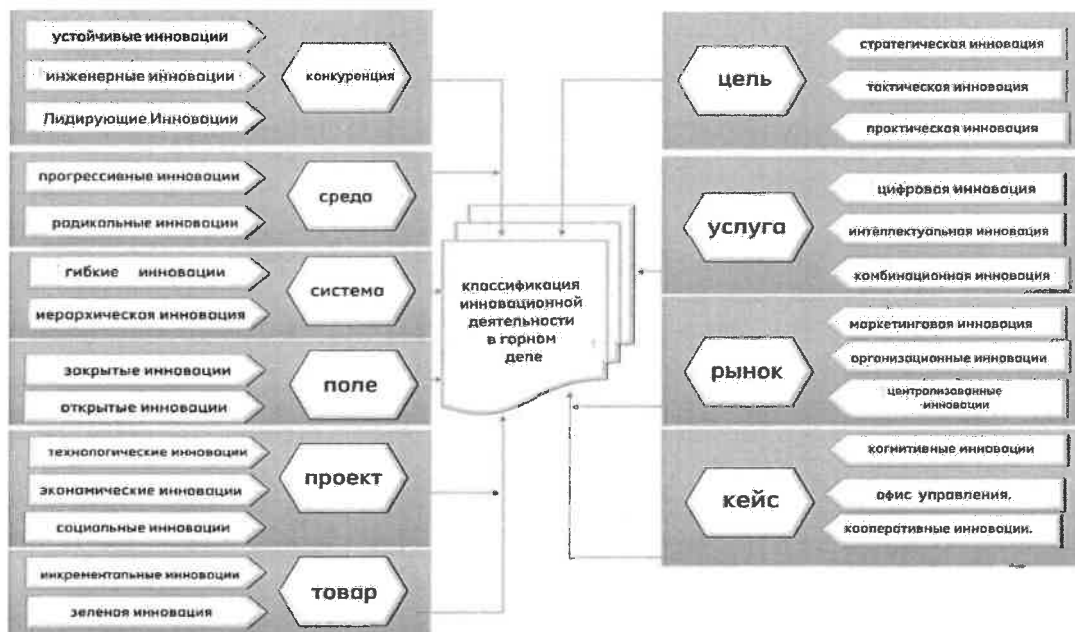 устойчивые инновации
инженерные инновации
Лидирующие Инновации
конкуренция
прогрессивные инновации
радикальные инновации
среда
гибкие инновации
иерархическая инновация
система
закрытые инновации
открытые инновации
поле
технологические инновации
экономические инновации
социальные инновации
проект
инкрементальные инновации
зеленая инновация
товар
классификация
инновационной
деятельности
в горном
деле
цель
стратегическая инновация
тактическая инновация
практическая инновация
услуга
цифровая инновация
интеллектуальная инновация
комбинационная инновация
рынок
маркетинговая инновация
организационные инновации
централизованные
инновации
кейс
когнитивные инновации
офис управления.
кооперативные инновации.